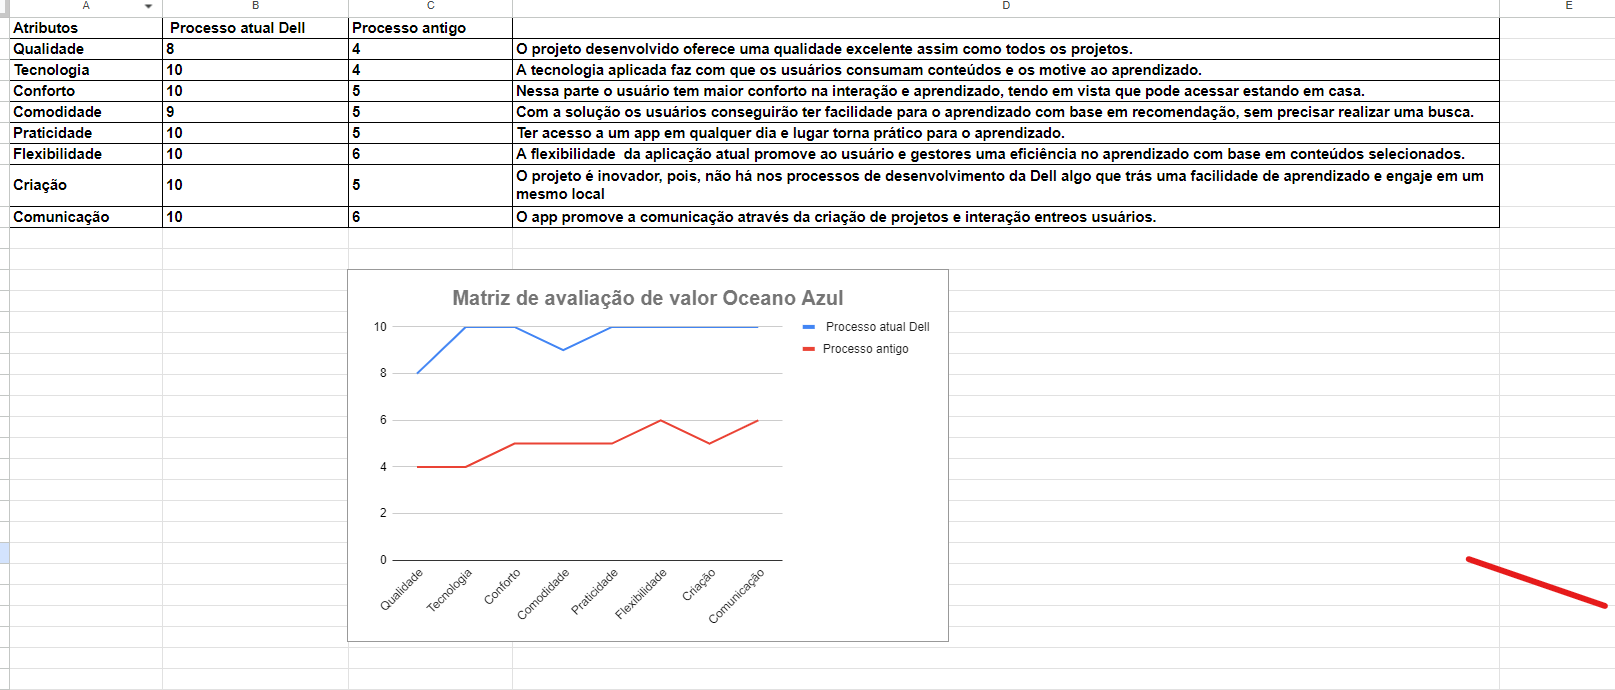 A B C D E
Atributos Processo atual Dell Processo antigo
Qualidade 8 4 O projeto desenvolvido oferece uma qualidade excelente assim como todos os projetos.
Tecnologia 10 4 A tecnologia aplicada faz com que os usuários consumam conteúdos e os motive ao aprendizado.
Conforto 10 5 Nessa parte o usuário tem maior conforto na interação e aprendizado, tendo em vista que pode acessar estando em casa.
Comodidade 9 5 Com a solução os usuários conseguirão ter facilidade para o aprendizado com base em recomendação, sem precisar realizar uma busca.
Praticidade 10 5 Ter acesso a um app em qualquer dia e lugar torna prático para o aprendizado.
Flexibilidade 10 6 A flexibilidade  da aplicação atual promove ao usuário e gestores uma eficiência no aprendizado com base em conteúdos selecionados.
Criação 10 5 O projeto é inovador, pois, não há nos processos de desenvolvimento da Dell algo que trás uma facilidade de aprendizado e engaje em um
mesmo local
Comunicação 10 6 O app promove a comunicação através da criação de projetos e interação entreos usuários.
Matriz de avaliação de valor Oceano Azul
Processo atual Dell
Processo antigo
10
8
6
4
2
0
Qualidade
Tecnologia
Conforto
Comodidade
Praticidade
Flexibilidade
Criação
Comunicação